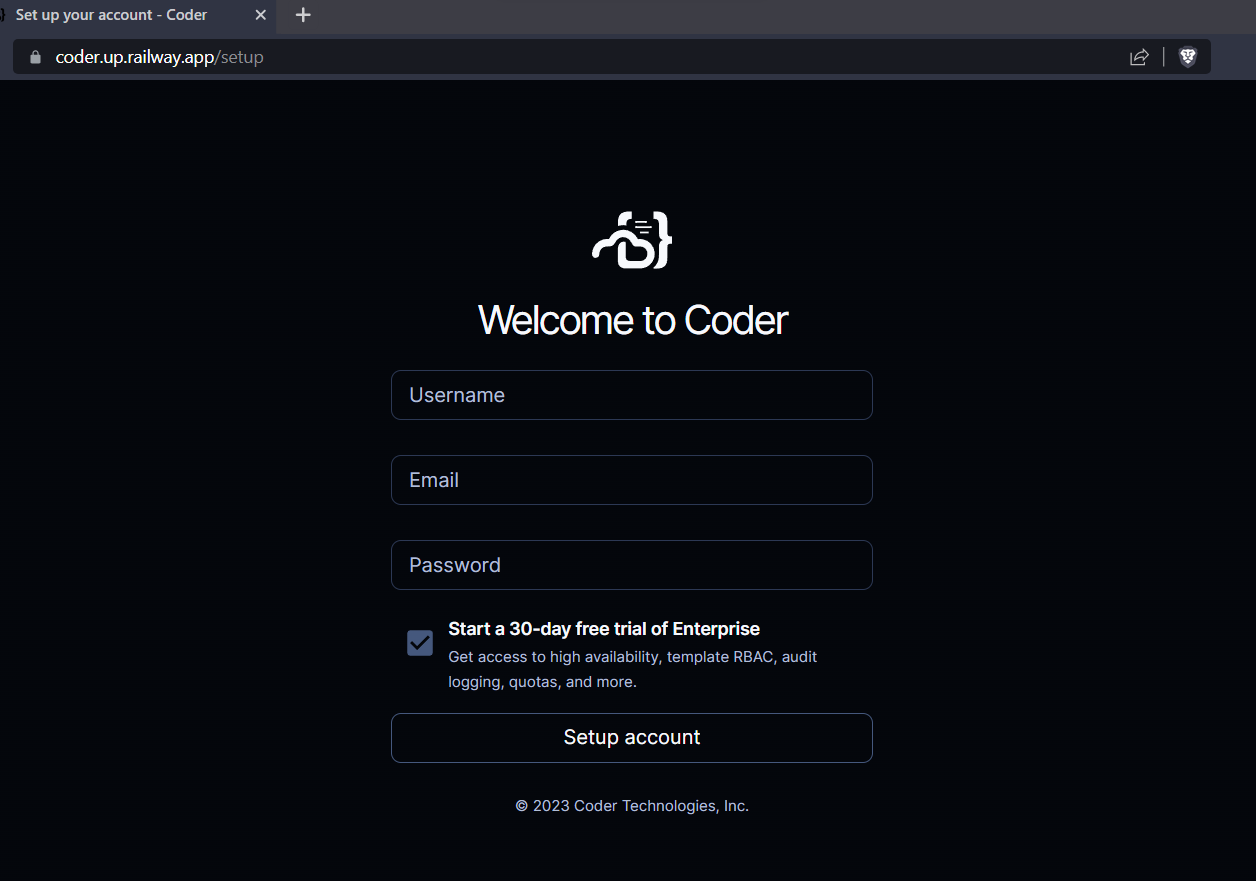 Set up your account - Coder
coder.up.railway.app/setup
Welcome to Coder
Username
Email
Password
Start a 30-day free trial of Enterprise
Get access to high availability, template RBAC, audit
logging, quotas, and more.
Setup account
© 2023 Coder Technologies, Inc.